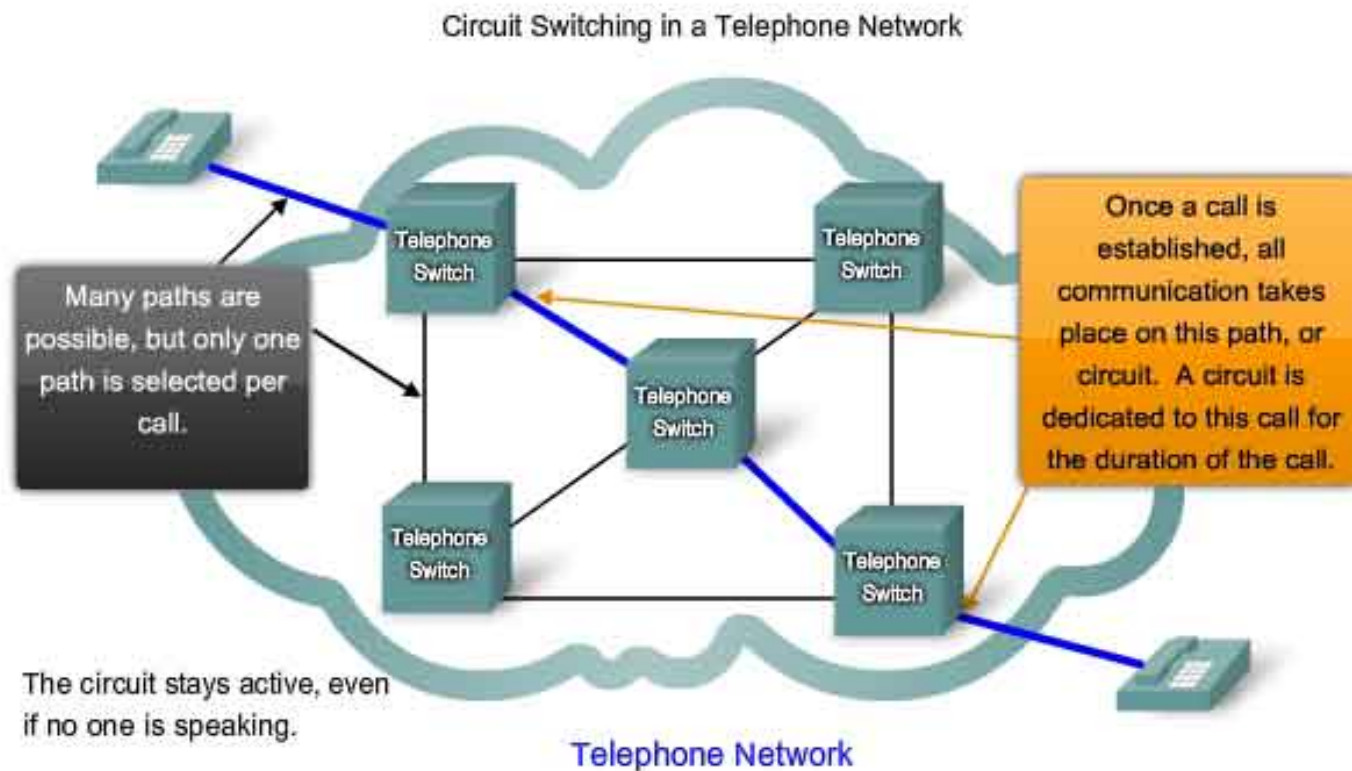 Circuit Switching in a Telephone Network
Telephone
Switch
Telephone
Switch
Many paths are
possible, but only one
path is selected per
call.
Once a call is
established, all
communication takes
place on this path, or
circuit. A circuit is
dedicated to this call for
the duration of the call.
Telephone
Switch
Telephone
Switch
Telephone
Switch
The circuit stays active, even
if no one is speaking.
Telephone Network